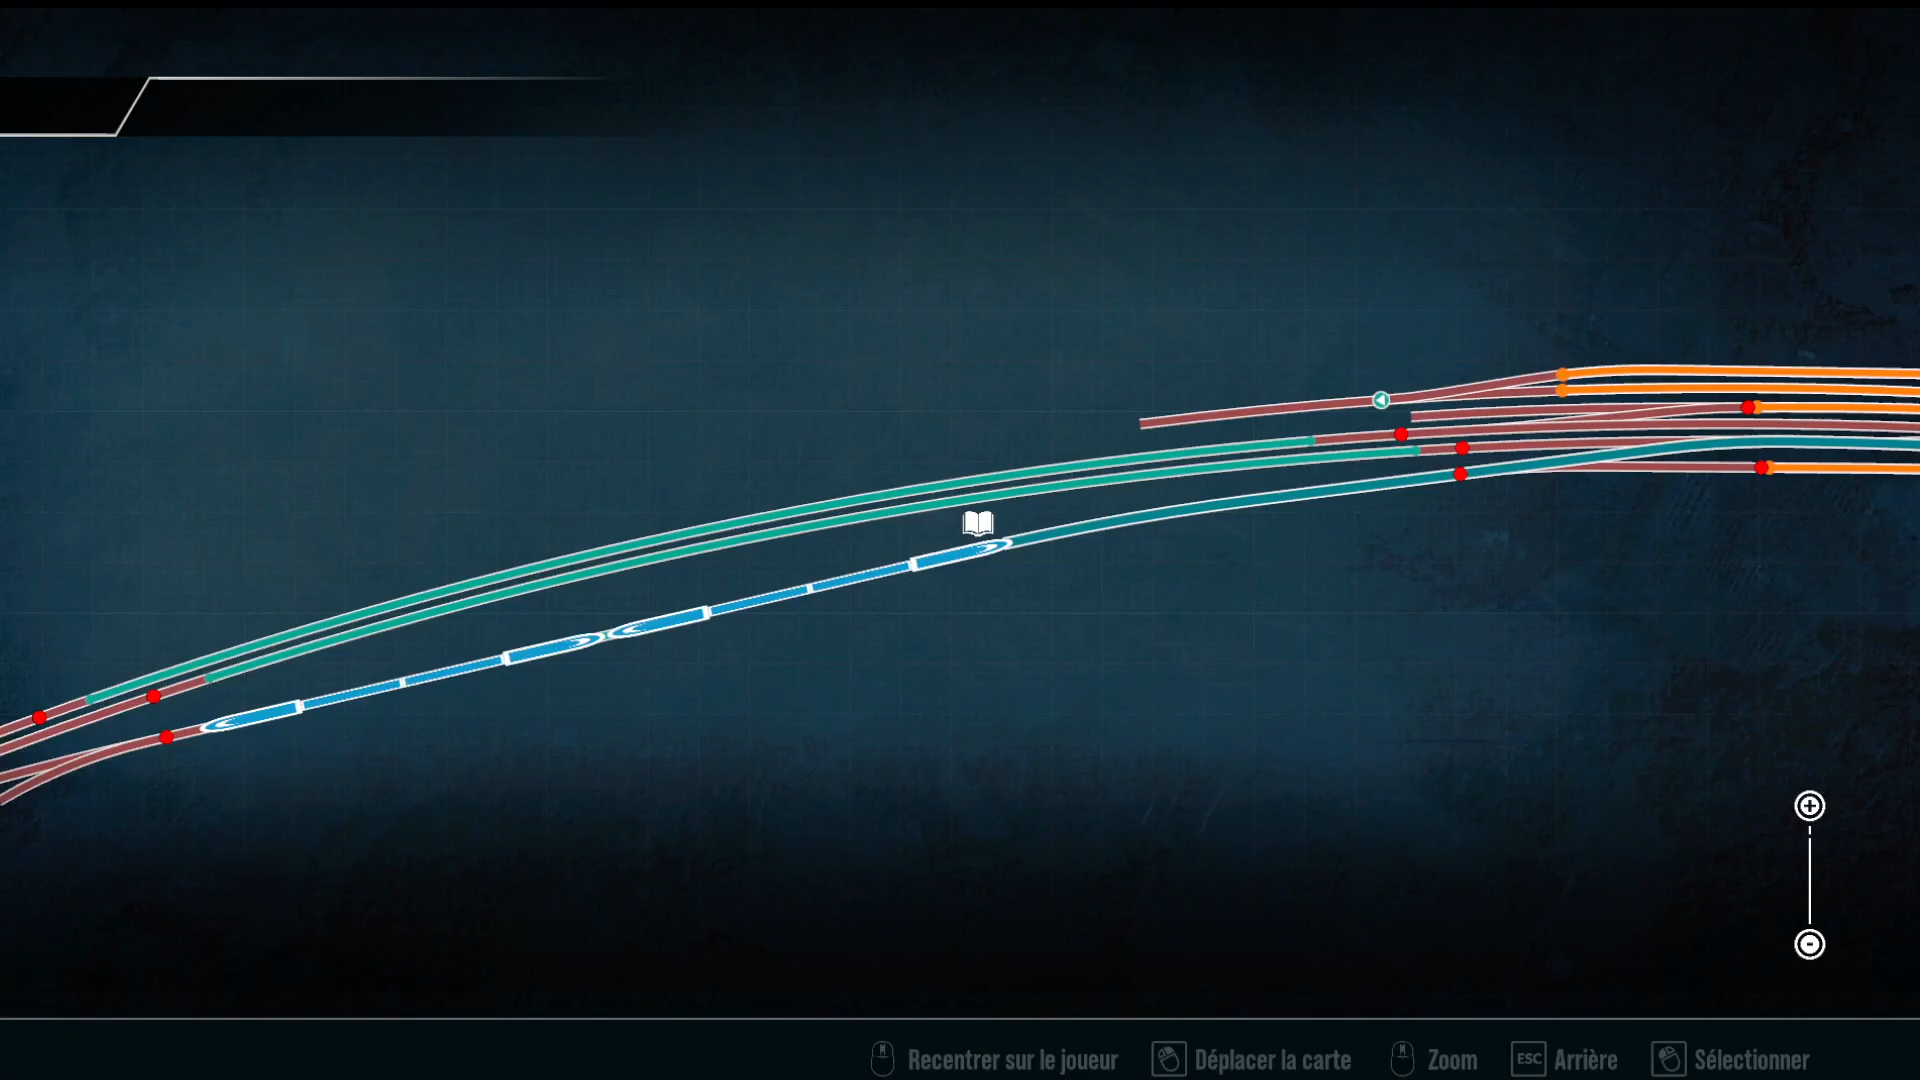 Recentrer sur le joueur
Déplacer la carte
Zoom
ESC Arrière
Sélectionner